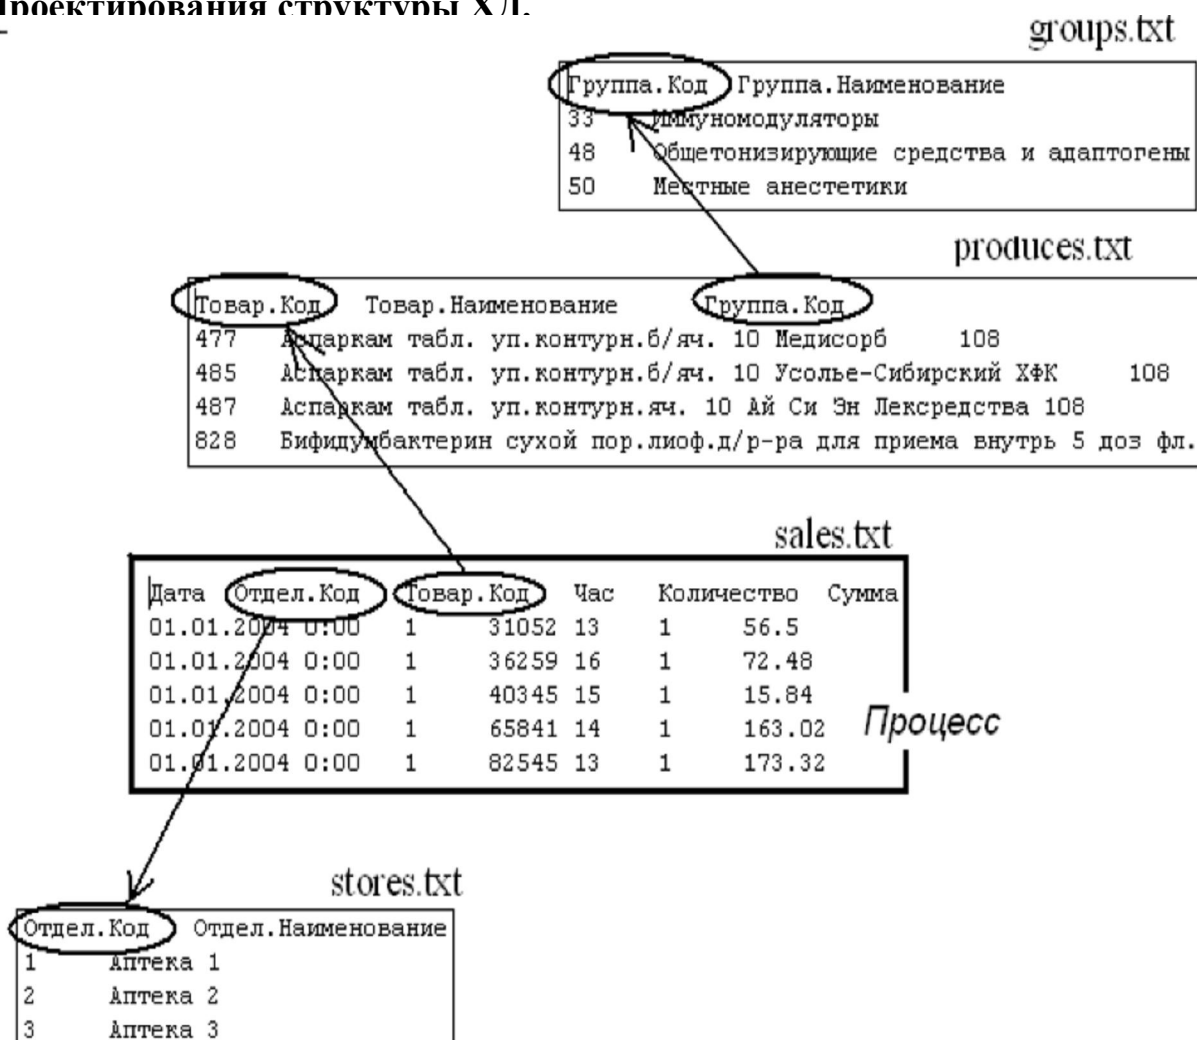 Проектирования структуры ХД.
groups.txt
Группа.Код Группа.Наименование
33 Иммуномодуляторы
48 Общетонизирующие средства и адаптогены
50 Местные анестетики
produces.txt
Товар.Код Товар.Наименование Группа.Код
477 Аспаркам табл. уп.контурн.б/яч. 10 Медисорб 108
485 Аспаркам табл. уп.контурн.б/яч. 10 Усолье-Сибирский ХФК 108
487 Аспаркам табл. уп.контурн.яч. 10 Ай Си Эн Лексредства 108
828 Бифидумбактерин сухой пор.лиоф.д/р-ра для приема внутрь 5 доз фл.
sales.txt
Дата Отдел.Код Товар.Код Час Количество Сумма
01.01.2004 0:00 1 31052 13 1 56.5
01.01.2004 0:00 1 36259 16 1 72.48
01.01.2004 0:00 1 40345 15 1 15.84
01.01.2004 0:00 1 65841 14 1 163.02
01.01.2004 0:00 1 82545 13 1 173.32
Процесс
stores.txt
Отдел.Код Отдел.Наименование
1 Аптека 1
2 Аптека 2
3 Аптека 3